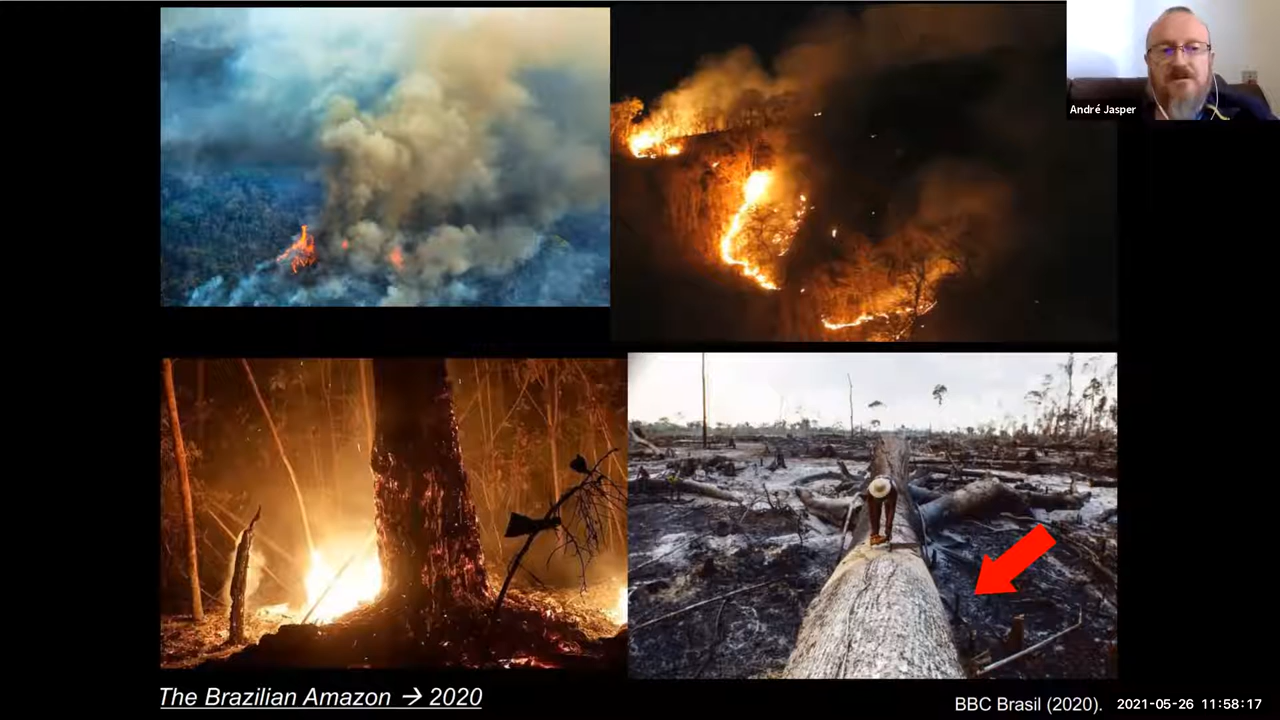 André Jasper
The Brazilian Amazon → 2020
BBC Brasil (2020).
2021-05-26 11:58:17